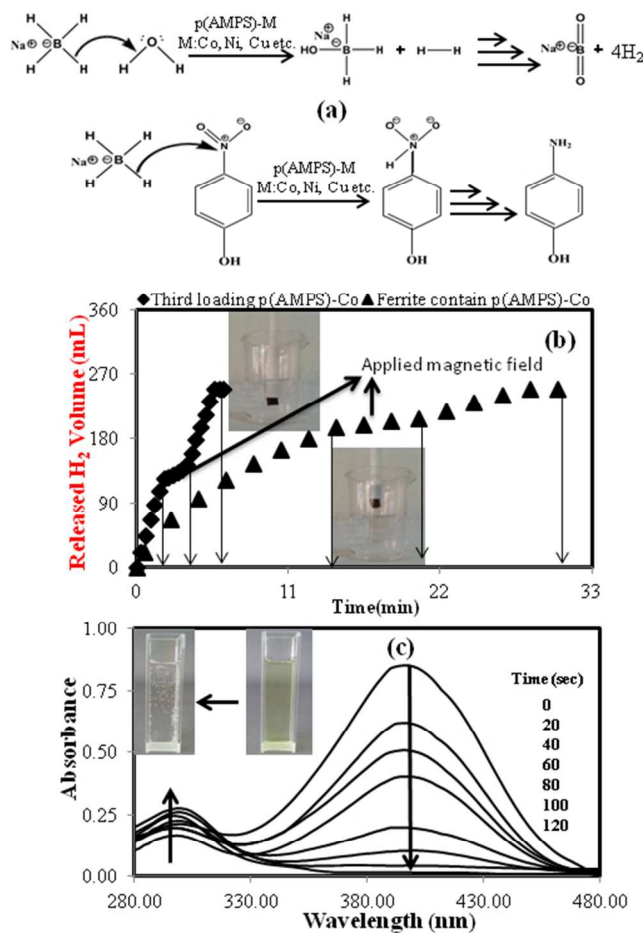 p(AMPS)-M
M:Co, Ni, Cu etc.
Na⊕ ⊖B H H H H
O H H
HO ⊖B H H H Na⊕ + H—H
Na⊕ ⊖B O O + 4H₂
(a)
Na⊕ ⊖B H H H H
O N O⊖ OH
p(AMPS)-M
M:Co, Ni, Cu etc.
⊖O O⊖ N H OH
NH₂ OH
◆Third loading p(AMPS)-Co ▲Ferrite contain p(AMPS)-Co
(b)
Applied magnetic field
Released H₂ Volume (mL)
360
270
180
90
0
0 11 22 33
Time(min)
(c)
Absorbance
1.00
0.75
0.50
0.25
0.00
Time (sec)
0
20
40
60
80
100
120
280.00 330.00 380.00 430.00 480.00
Wavelength (nm)